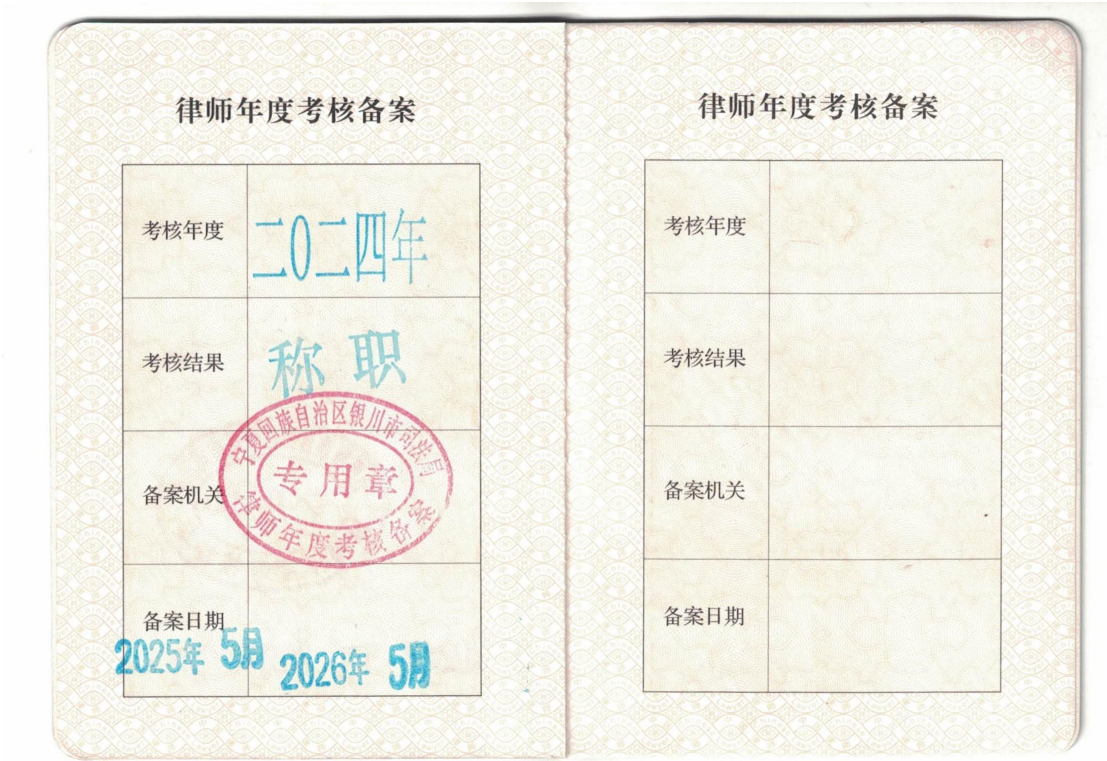 律师年度考核备案
考核年度
二〇二四年
考核结果
称职
备案机关
宁夏回族自治区银川市司法局
专用章
律师年度考核备案
备案日期
2025年 5月
2026年 5月
律师年度考核备案
考核年度
考核结果
备案机关
备案日期